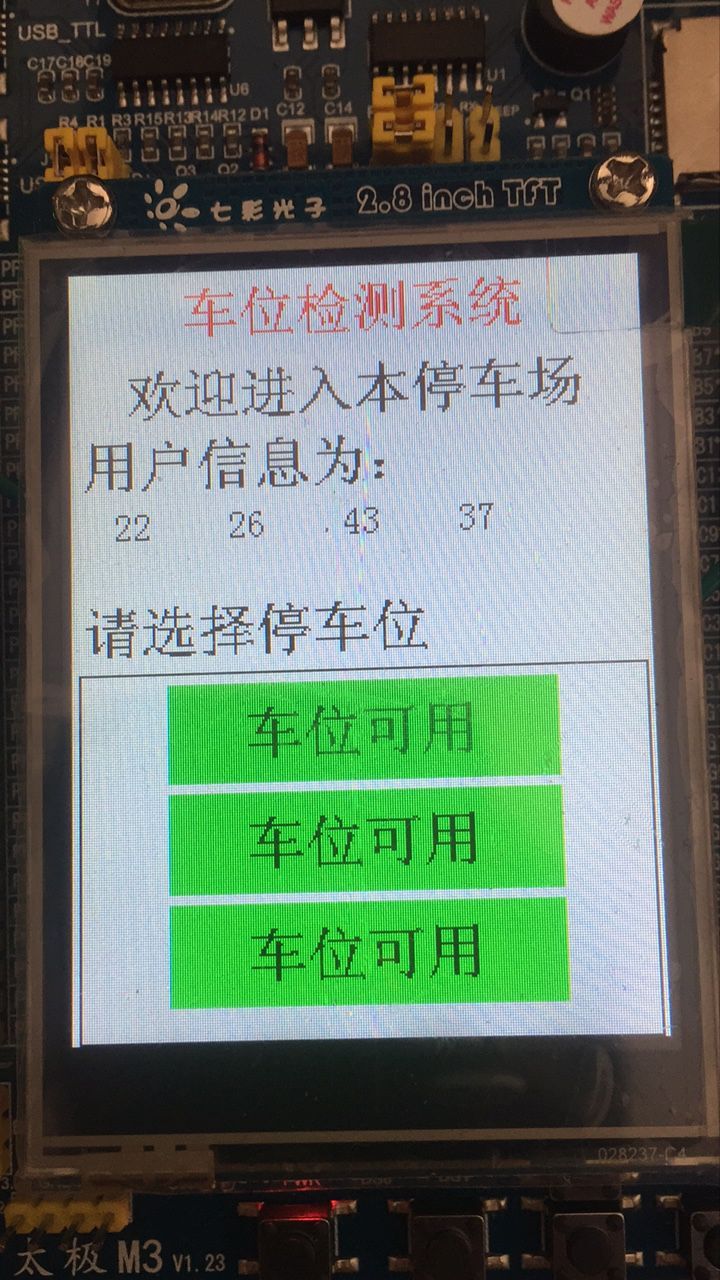 USB_TTL
C17C18C19
U6
U1
R4 R1 R3 R15R13R14R12 D1 C12 C14
Q1
Q3 Q2
七彩光子 2.8 inch TFT
车位检测系统
欢迎进入本停车场
用户信息为:
22 26 43 37
请选择停车位
车位可用
车位可用
车位可用
028237-C4
PWR
太极 M3 V1.23